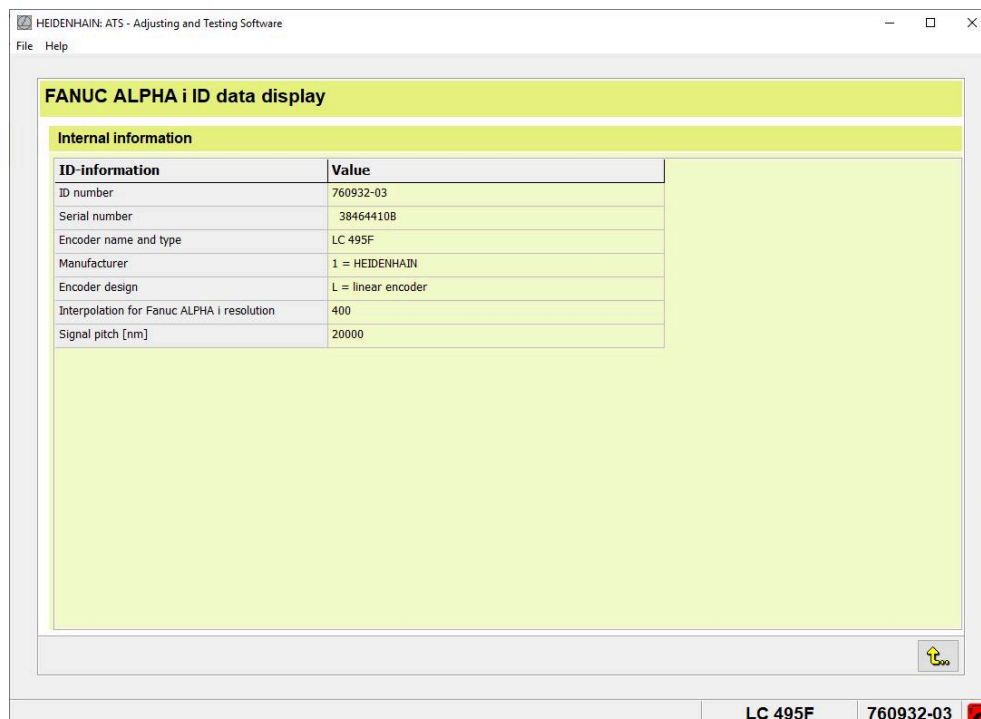 HEIDENHAIN: ATS - Adjusting and Testing Software
File Help
FANUC ALPHA i ID data display
Internal information
ID-information Value
ID number 760932-03
Serial number 38464410B
Encoder name and type LC 495F
Manufacturer 1 = HEIDENHAIN
Encoder design L = linear encoder
Interpolation for Fanuc ALPHA i resolution 400
Signal pitch [nm] 20000
LC 495F 760932-03